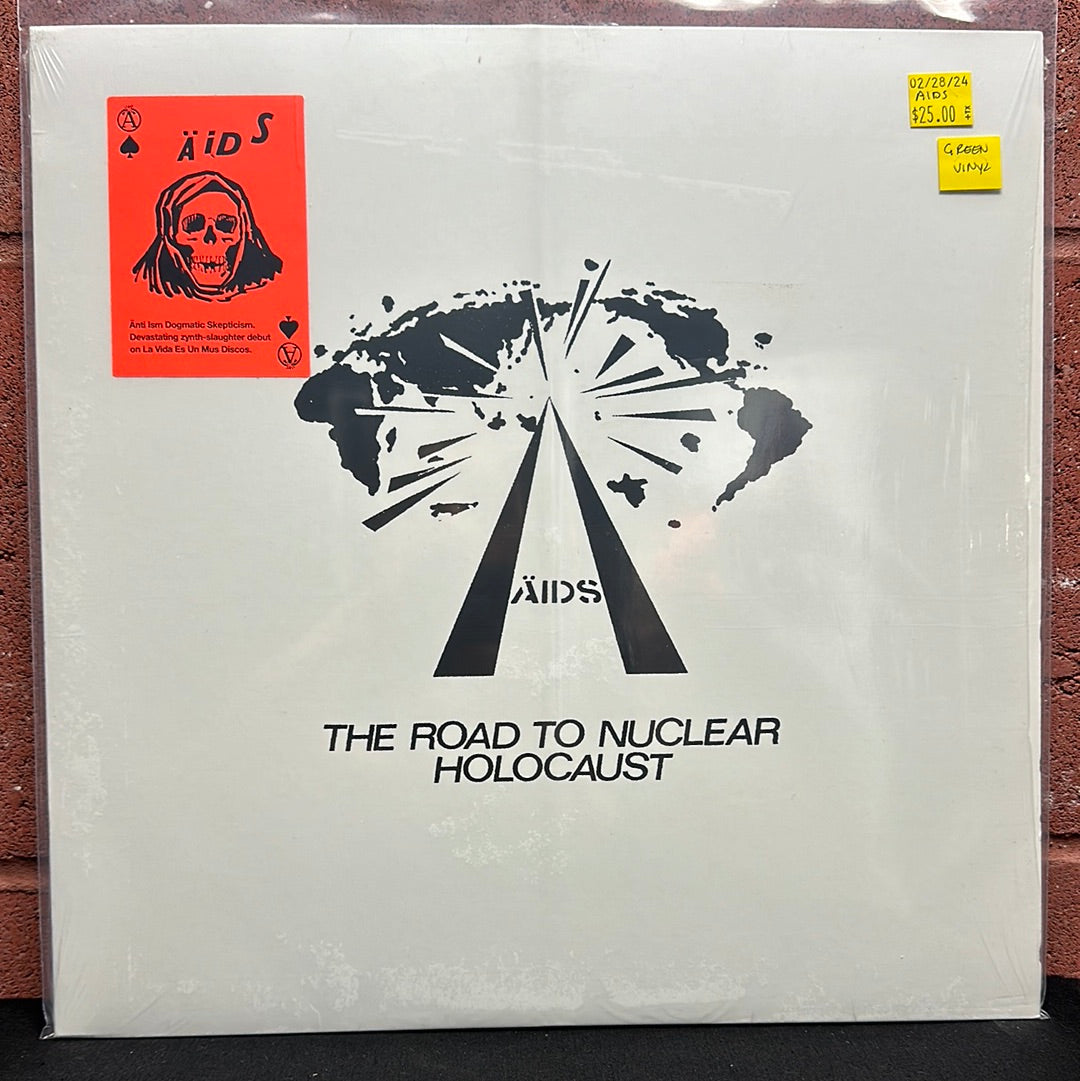 Ä
ÄiDS
Änti Ism Dogmatic Skepticism.
Devastating zynth-slaughter debut
on La Vida Es Un Mus Discos.
Ä
02/28/24
AIDS
$25.00 +TX
GREEN
VINYL
ÄIDS
THE ROAD TO NUCLEAR
HOLOCAUST